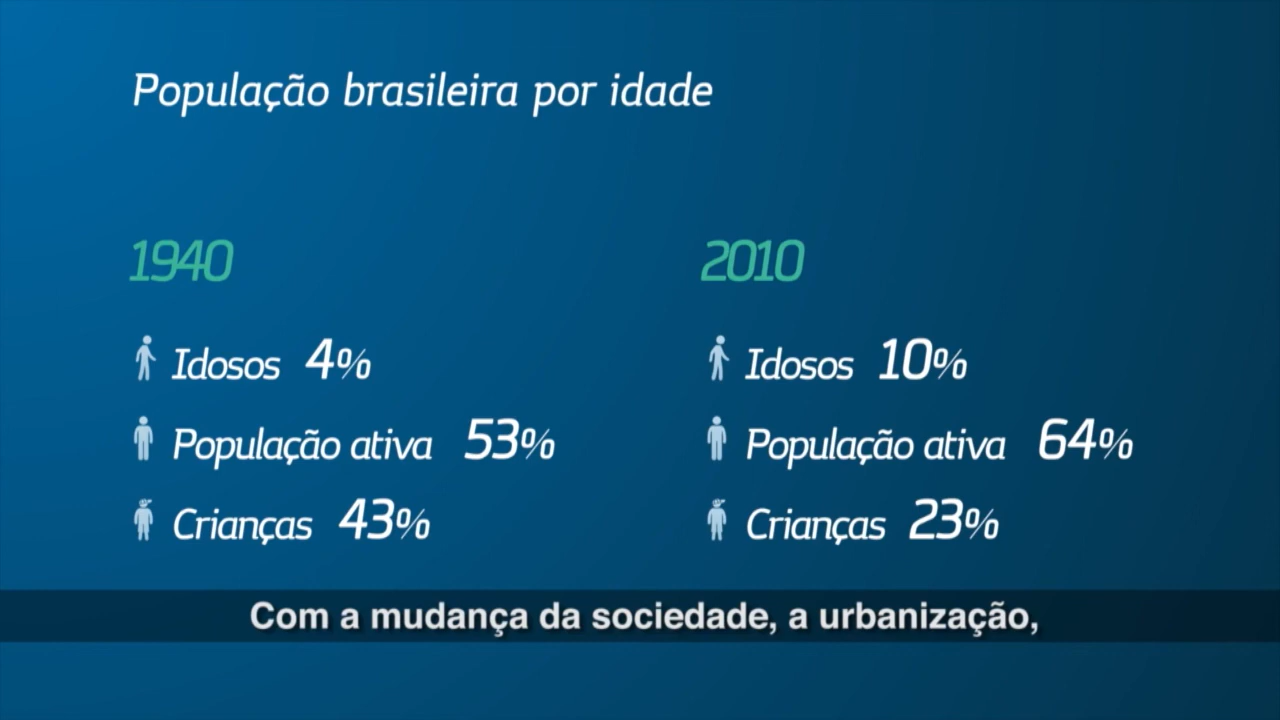 População brasileira por idade
1940
Idosos 4%
População ativa 53%
Crianças 43%
2010
Idosos 10%
População ativa 64%
Crianças 23%
Com a mudança da sociedade, a urbanização,